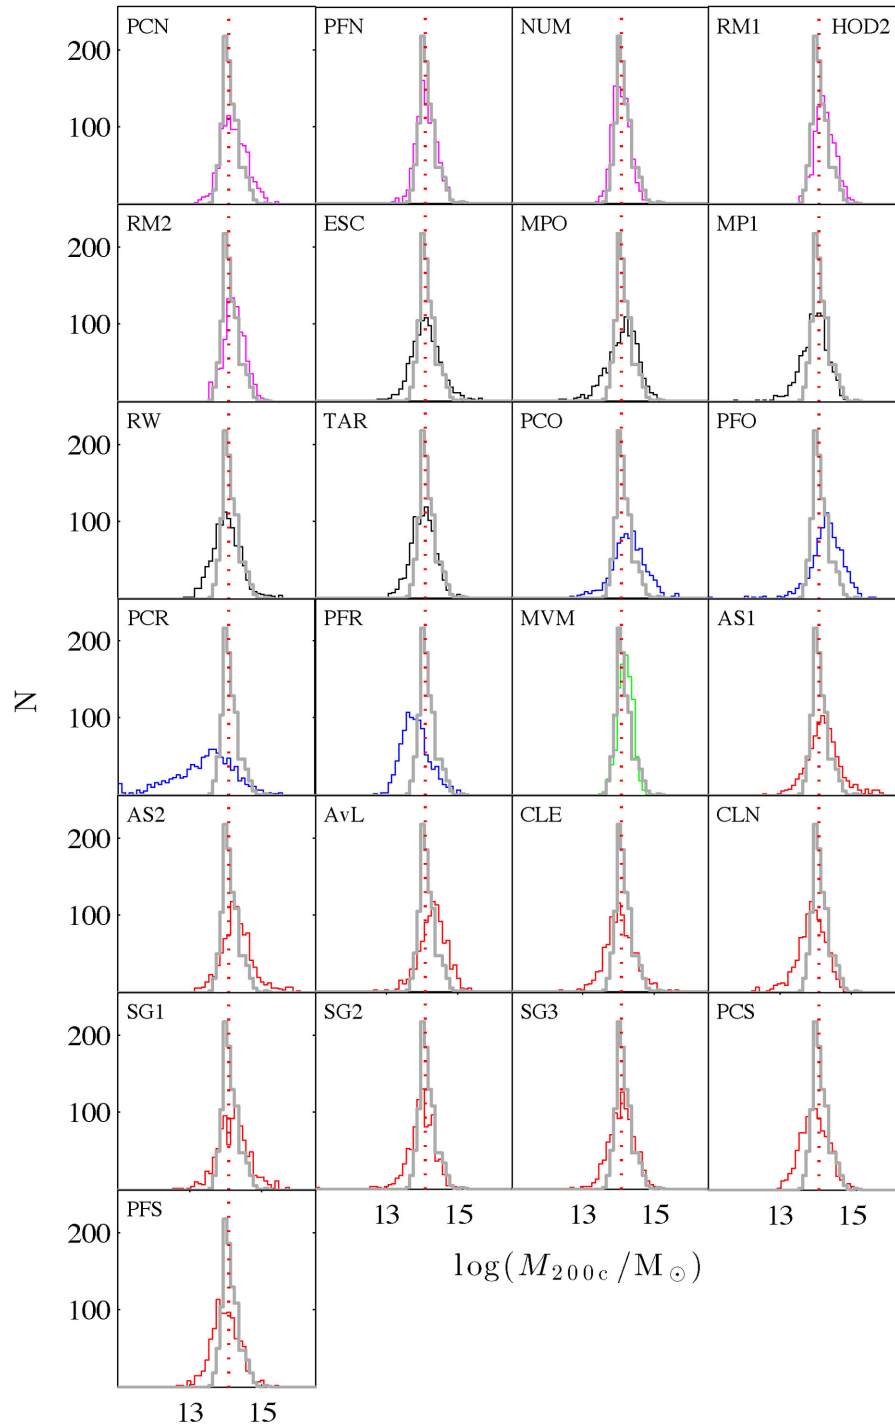 PCN PFN NUM RM1 HOD2
200
100
RM2 ESC MPO MP1
200
100
RW TAR PCO PFO
200
100
PCR PFR MVM AS1
200
N
100
AS2 AvL CLE CLN
200
100
SG1 SG2 SG3 PCS
200
100
PFS 13 15 13 15 13 15
200
log(M200c/M⊙)
100
13 15